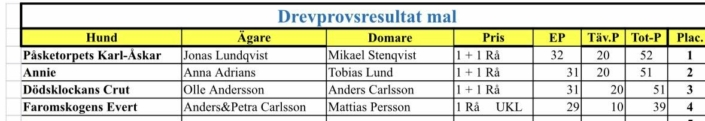 Drevprovsresultat mal
Hund Ägare Domare Pris EP Täv.P Tot-P Plac.
Påsketorpets Karl-Åskar Jonas Lundqvist Mikael Stenqvist 1 + 1 Rå 32 20 52 1
Annie Anna Adrians Tobias Lund 1 + 1 Rå 31 20 51 2
Dödsklockans Crut Olle Andersson Anders Carlsson 1 + 1 Rå 31 20 51 3
Faromskogens Evert Anders&Petra Carlsson Mattias Persson 1 Rå UKL 29 10 39 4